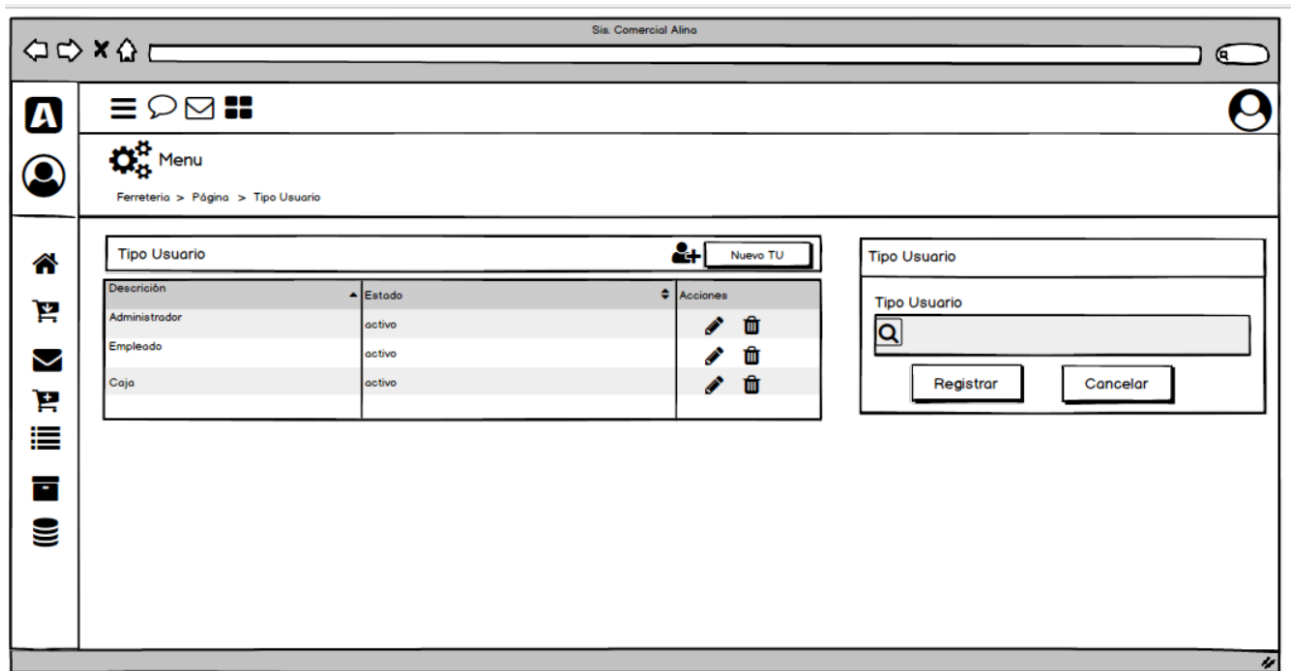 Sis. Comercial Alina
A
Menu
Ferreteria > Página > Tipo Usuario
Tipo Usuario
Nuevo TU
Descrición
Estado
Acciones
Administrador
activo
Empleado
activo
Caja
activo
Tipo Usuario
Tipo Usuario
Registrar
Cancelar